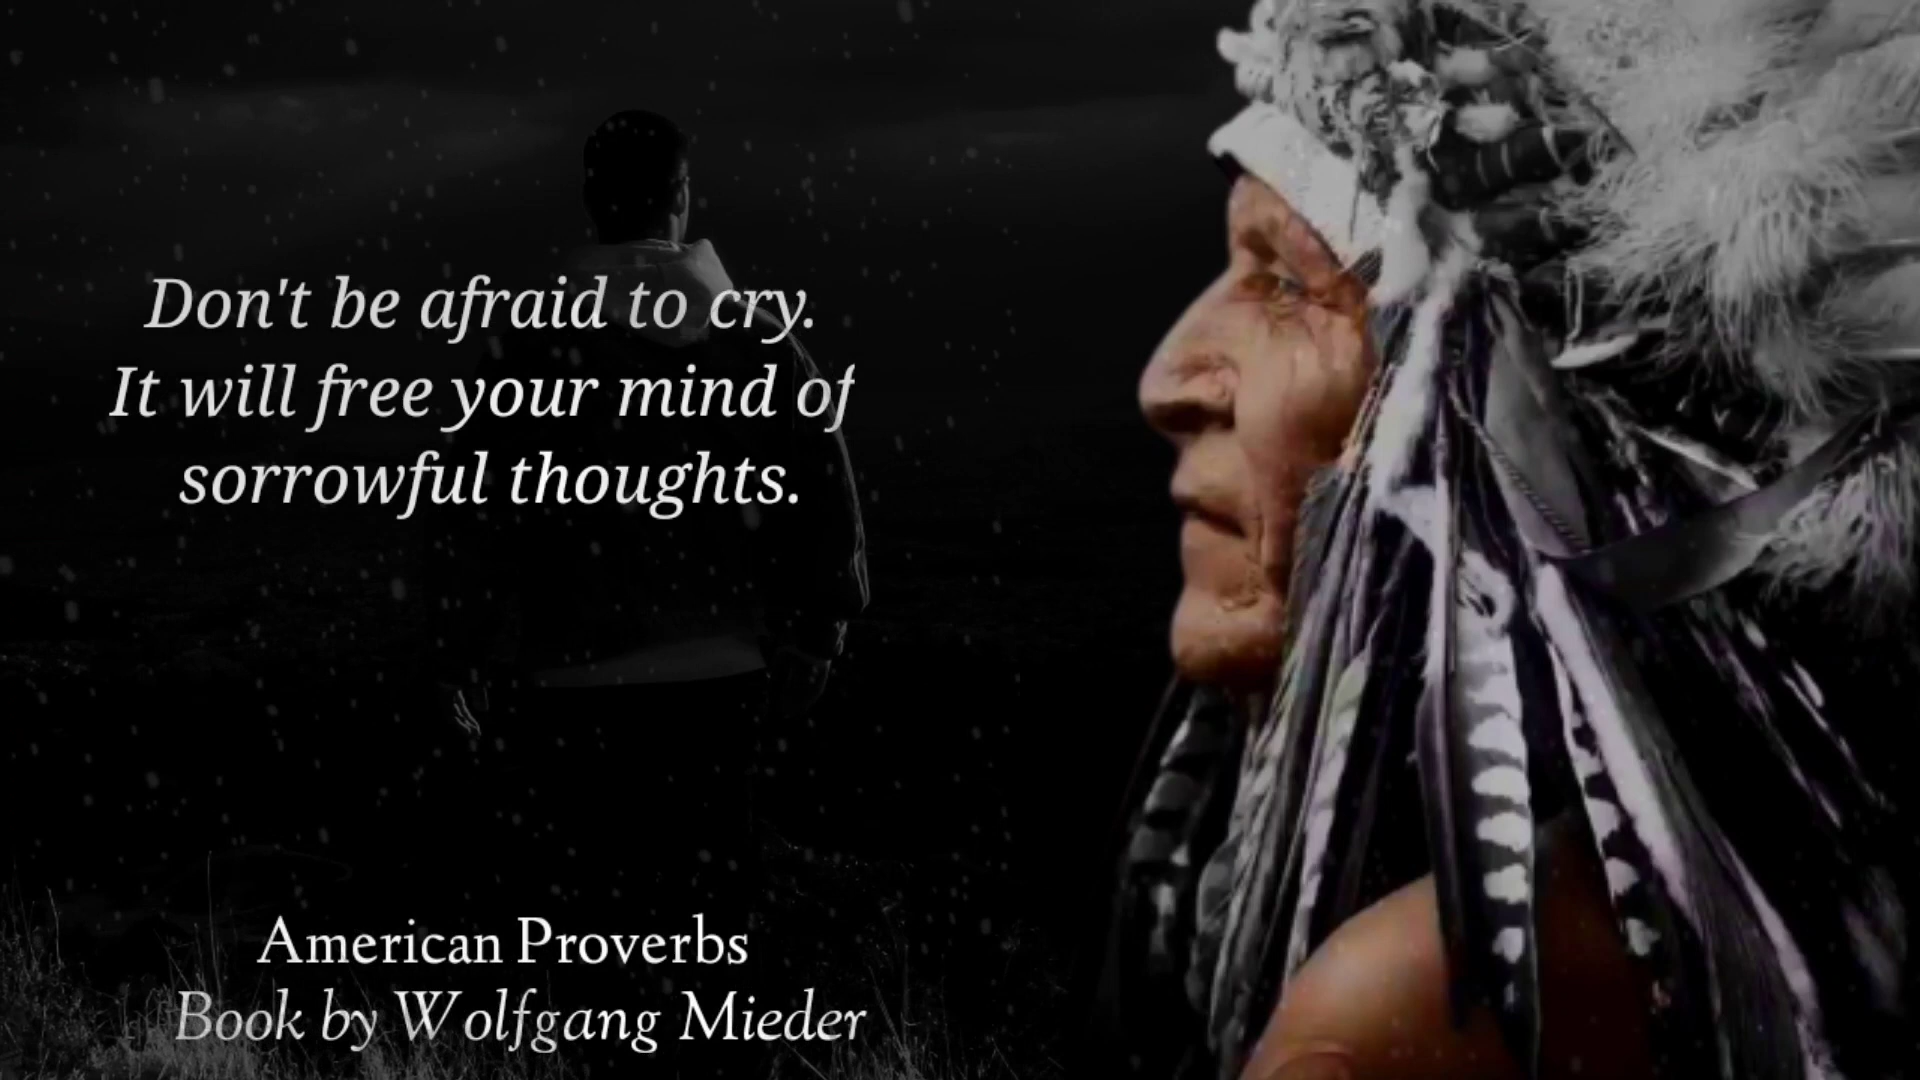 Don't be afraid to cry.
It will free your mind of
sorrowful thoughts.
American Proverbs
Book by Wolfgang Mieder